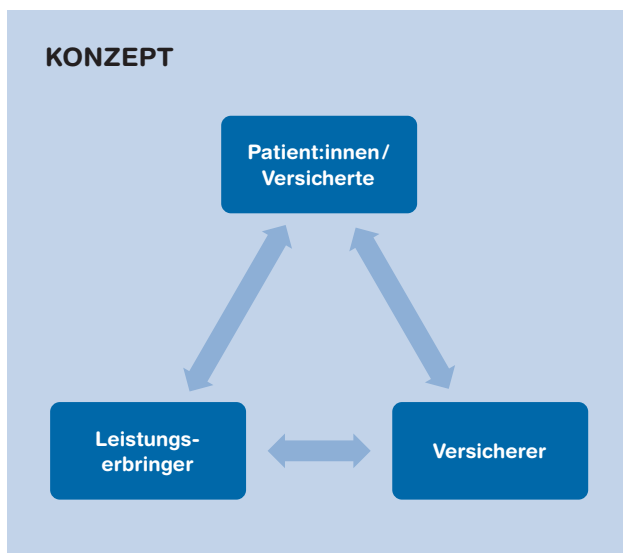 KONZEPT
Patient:innen/
Versicherte
Leistungs-
erbringer
Versicherer